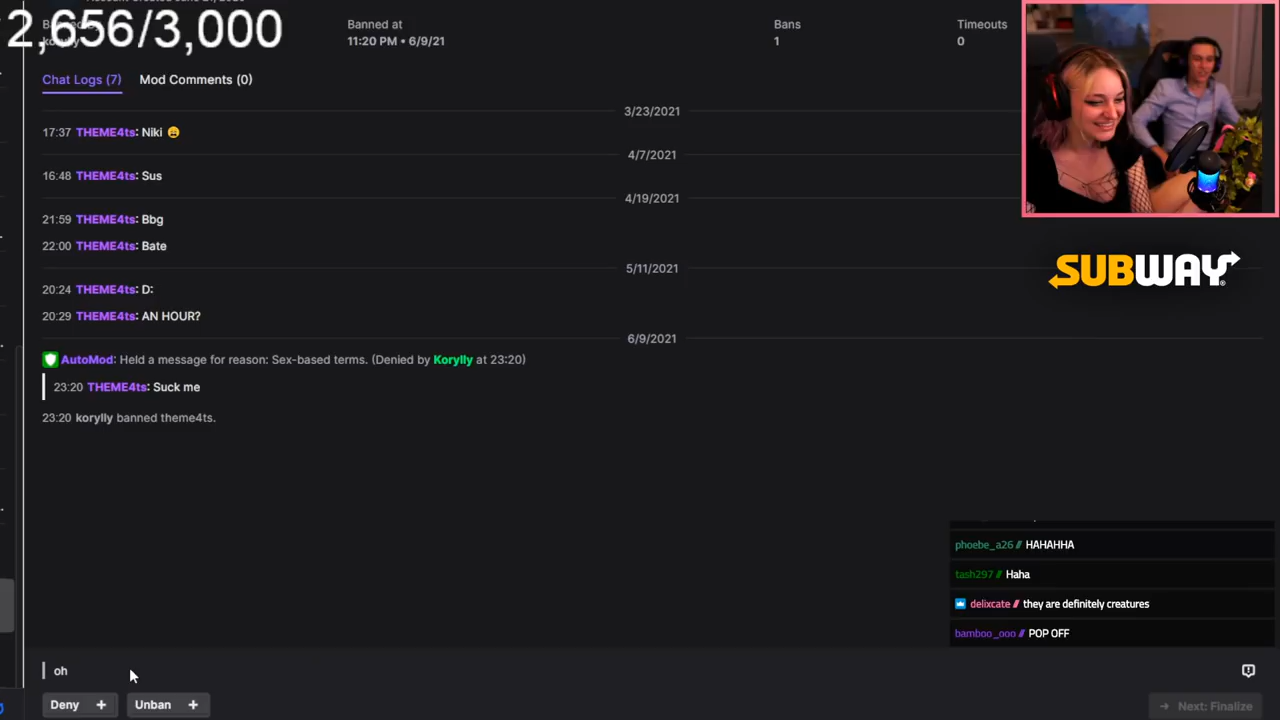 2,656/3,000
Banned at
Bans
Timeouts
11:20 PM • 6/9/21
1
0
Chat Logs (7)
Mod Comments (0)
3/23/2021
17:37 THEME4ts: Niki 😩
4/7/2021
16:48 THEME4ts: Sus
4/19/2021
21:59 THEME4ts: Bbg
22:00 THEME4ts: Bate
5/11/2021
20:24 THEME4ts: D:
20:29 THEME4ts: AN HOUR?
6/9/2021
AutoMod: Held a message for reason: Sex-based terms. (Denied by Korylly at 23:20)
23:20 THEME4ts: Suck me
23:20 korylly banned theme4ts.
SUBWAY
phoebe_a26 // HAHAHHA
tash297 // Haha
delixcate // they are definitely creatures
bamboo_ooo // POP OFF
oh
Deny +
Unban +
→ Next: Finalize